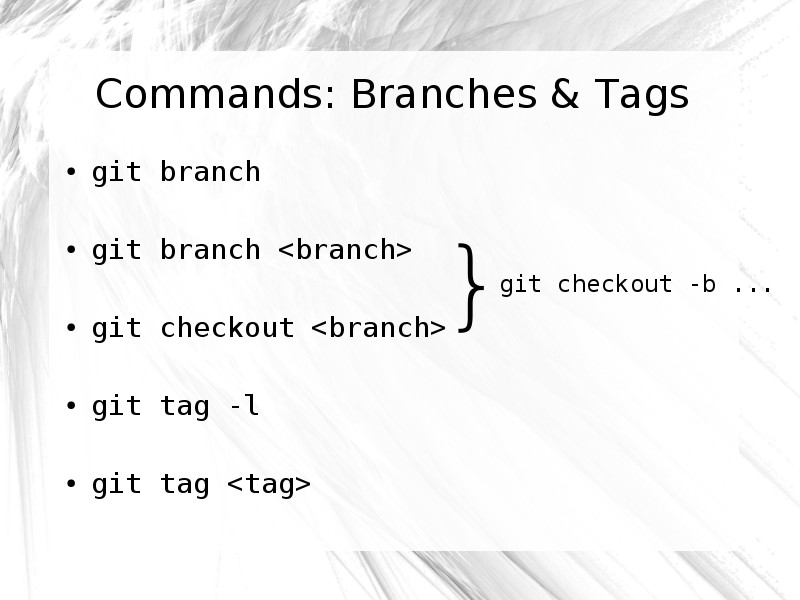 Commands: Branches & Tags
• git branch
• git branch <branch>
• git checkout <branch>
} git checkout -b ...
• git tag -l
• git tag <tag>